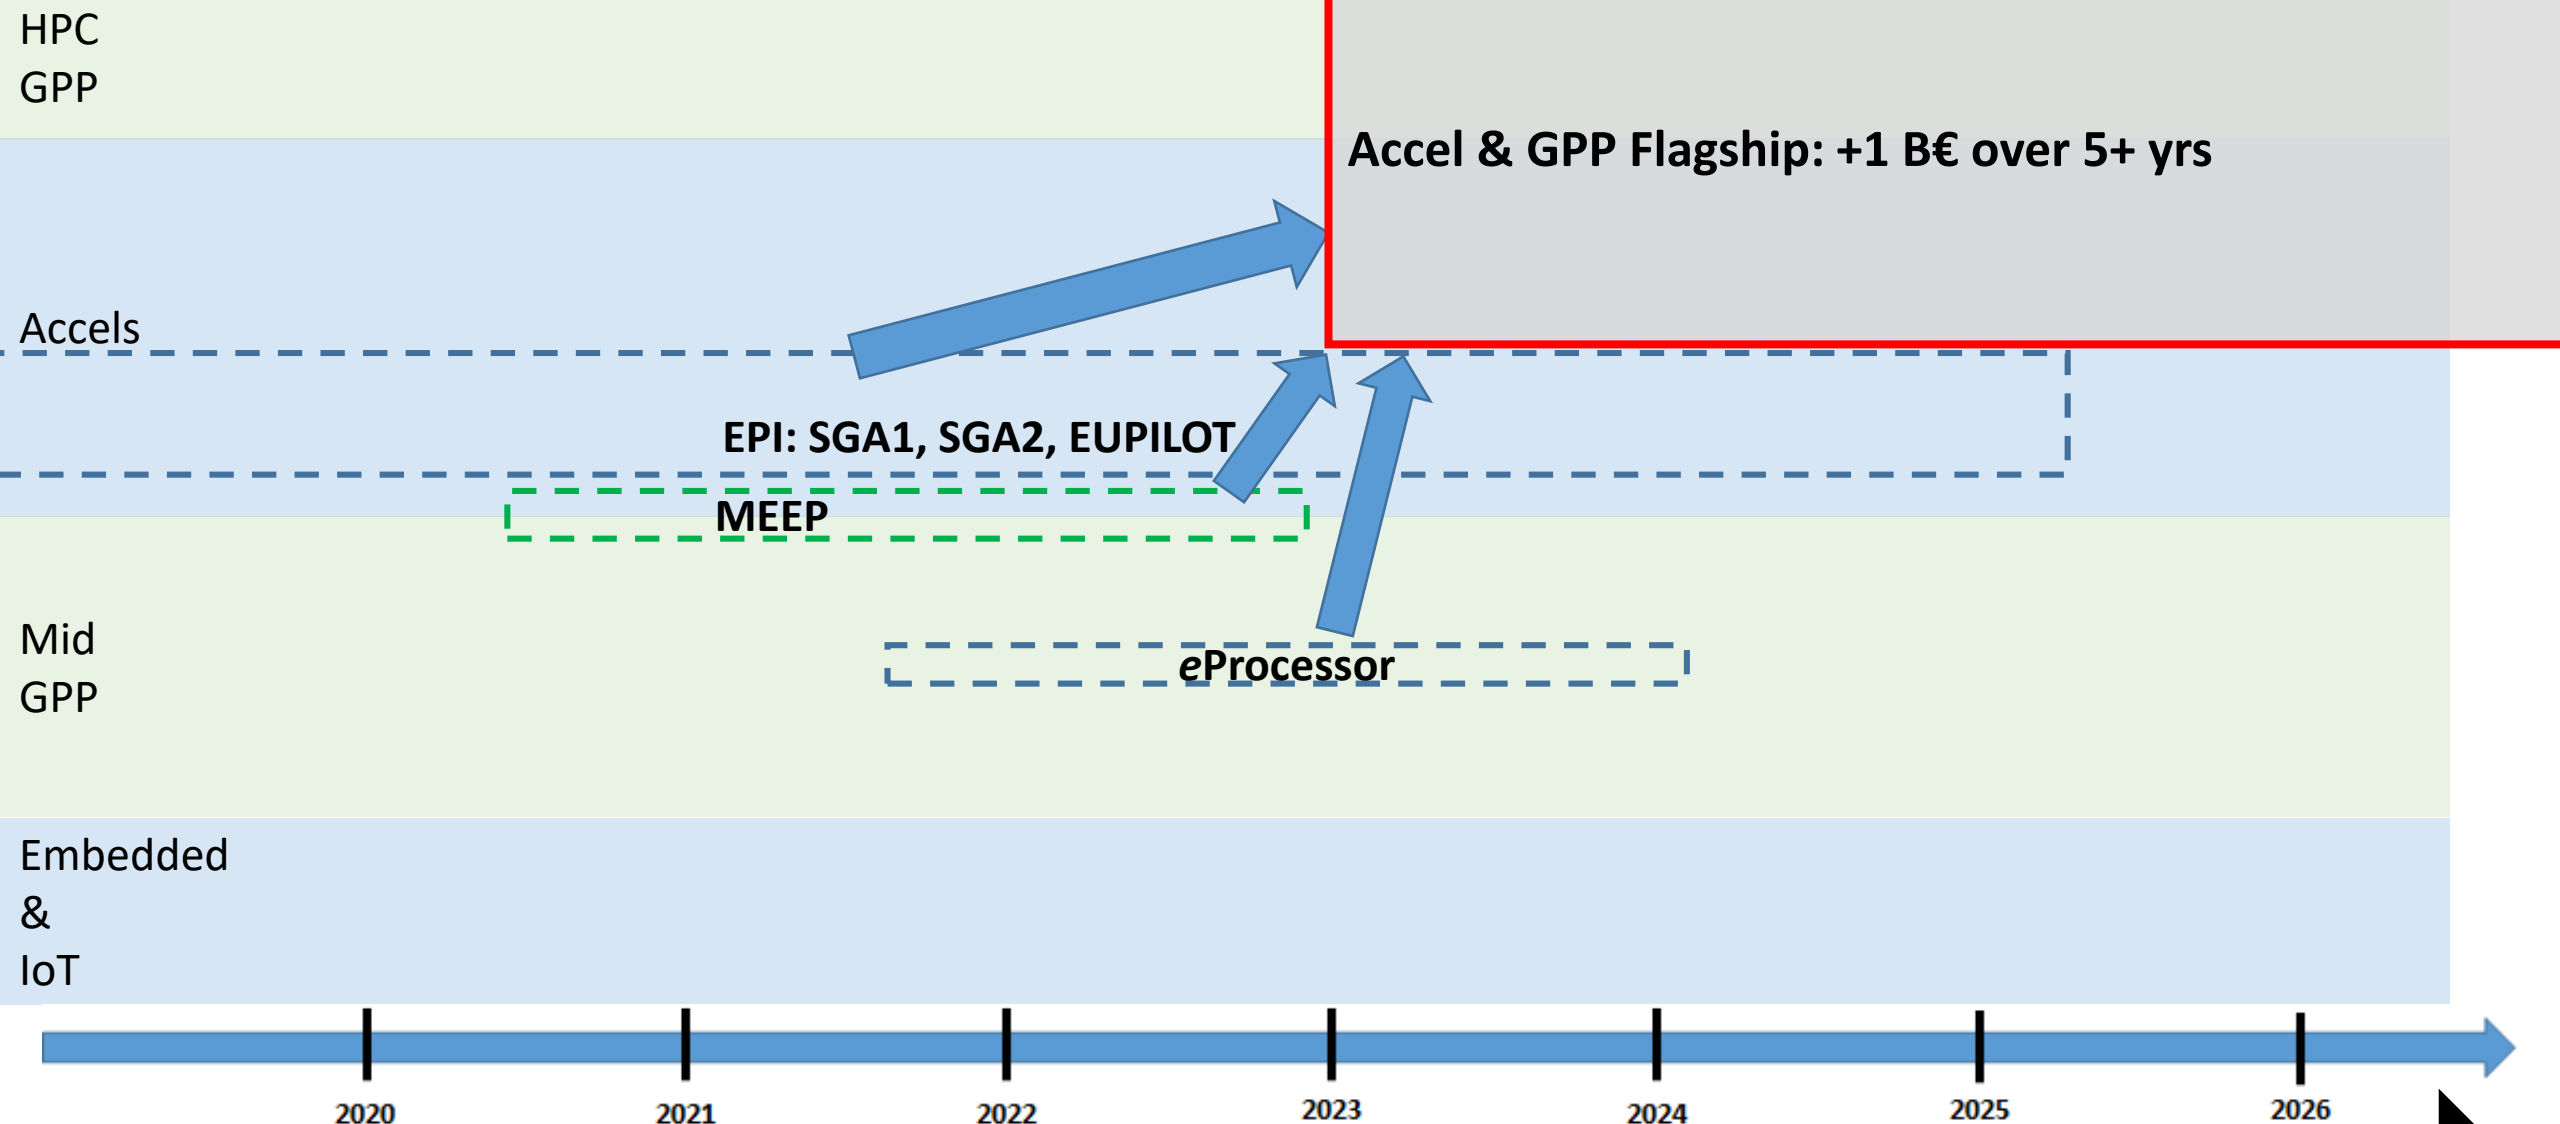 HPC
GPP
Accel & GPP Flagship: +1 B€ over 5+ yrs
Accels
EPI: SGA1, SGA2, EUPILOT
MEEP
Mid
GPP
eProcessor
Embedded
&
IoT
2020 2021 2022 2023 2024 2025 2026